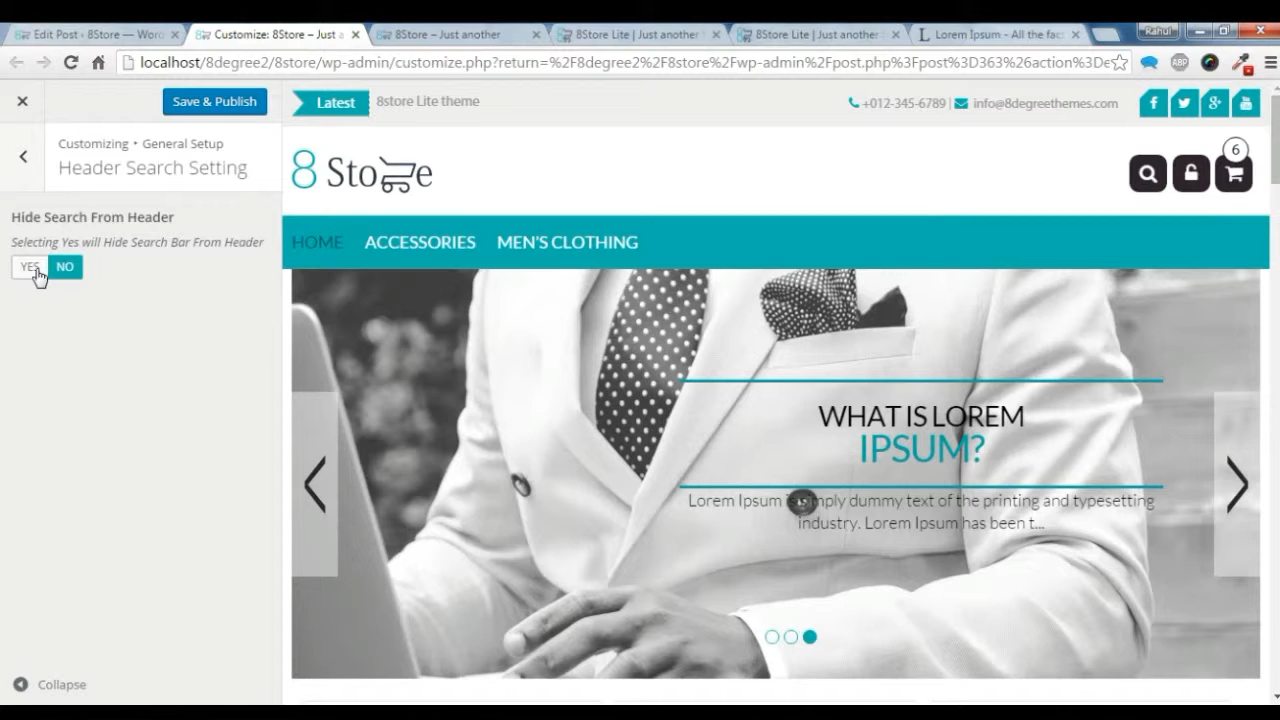 Edit Post ‹ 8Store — Word
Customize: 8Store – Just a
8Store – Just another
8Store Lite | Just another
8Store Lite | Just another
Lorem Ipsum - All the fac
Rahul
localhost/8degree2/8store/wp-admin/customize.php?return=%2F8degree2%2F8store%2Fwp-admin%2Fpost.php%3Fpost%3D363%26action%3De
ABP
Save & Publish
Latest
8store Lite theme
+012-345-6789 |
info@8degreethemes.com
Customizing • General Setup
Header Search Setting
8 Store
6
Hide Search From Header
Selecting Yes will Hide Search Bar From Header
YES
NO
HOME
ACCESSORIES
MEN'S CLOTHING
WHAT IS LOREM
IPSUM?
Lorem Ipsum is simply dummy text of the printing and typesetting
industry. Lorem Ipsum has been t...
Collapse